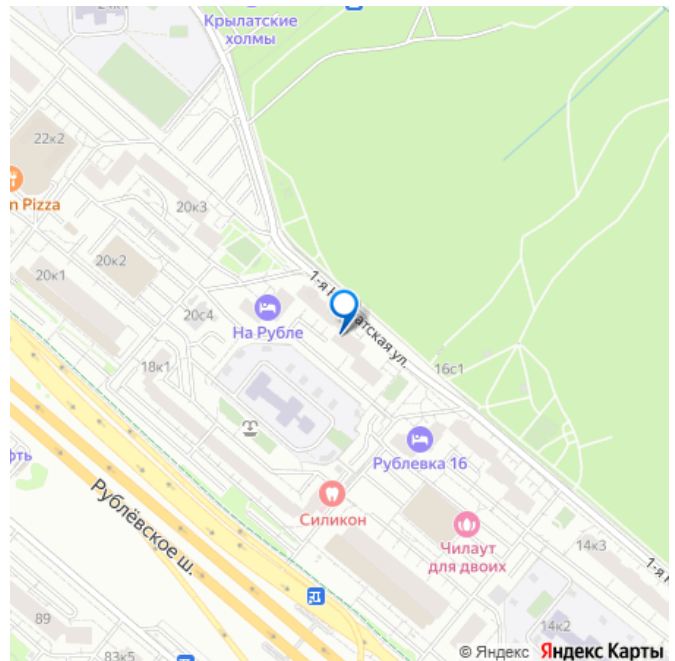 Крылатские
холмы
22к2
n Pizza
20к3
20к2
20к1
1-я
атская ул.
20с4
На Рубле
18к1
16с1
Рублевка 16
фть
Рублёвское ш.
Силикон
Чилаут
для двоих
14к3
1-я
89
14к2
83к5
© Яндекс Яндекс Карты